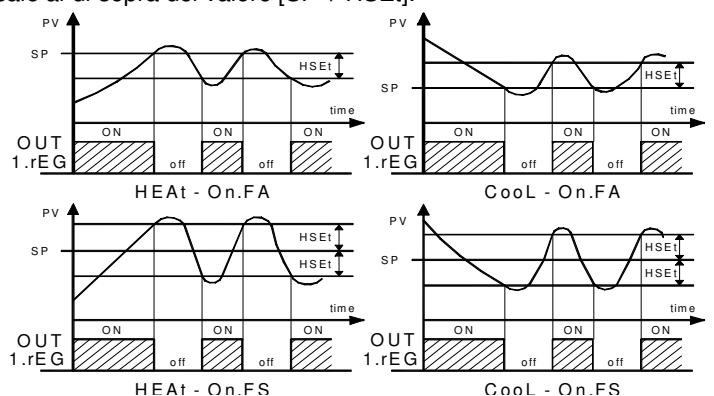 al di sopra del valore [SP + HSEt].
PV
SP
HSEt
time
ON
ON
ON
OUT
1.rEG
off
off
HEAt - On.FA
PV
SP
HSEt
time
ON
ON
ON
OUT
1.rEG
off
off
CooL - On.FA
PV
SP
HSEt
HSEt
time
ON
ON
ON
OUT
1.rEG
off
off
HEAt - On.FS
PV
SP
HSEt
HSEt
time
ON
ON
ON
OUT
1.rEG
off
off
CooL - On.FS